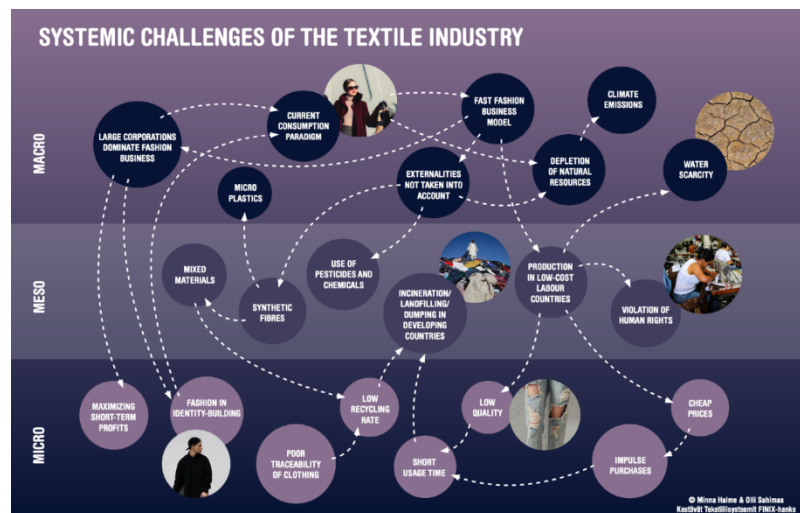 SYSTEMIC CHALLENGES OF THE TEXTILE INDUSTRY
MACRO
LARGE CORPORATIONS
DOMINATE FASHION
BUSINESS
CURRENT
CONSUMPTION
PARADIGM
FAST FASHION
BUSINESS
MODEL
CLIMATE
EMISSIONS
MICRO
PLASTICS
EXTERNALITIES
NOT TAKEN INTO
ACCOUNT
DEPLETION
OF NATURAL
RESOURCES
WATER
SCARCITY
MESO
MIXED
MATERIALS
SYNTHETIC
FIBRES
USE OF
PESTICIDES AND
CHEMICALS
INCINERATION/
LANDFILLING/
DUMPING IN
DEVELOPING
COUNTRIES
PRODUCTION
IN LOW-COST
LABOUR
COUNTRIES
VIOLATION OF
HUMAN RIGHTS
MICRO
MAXIMIZING
SHORT-TERM
PROFITS
FASHION IN
IDENTITY-BUILDING
LOW
RECYCLING
RATE
LOW
QUALITY
CHEAP
PRICES
POOR
TRACEABILITY
OF CLOTHING
SHORT
USAGE TIME
IMPULSE
PURCHASES
© Minna Halme & Olli Sahimaa
Kestävät Tekstiilisysteemit FINIX-hanke